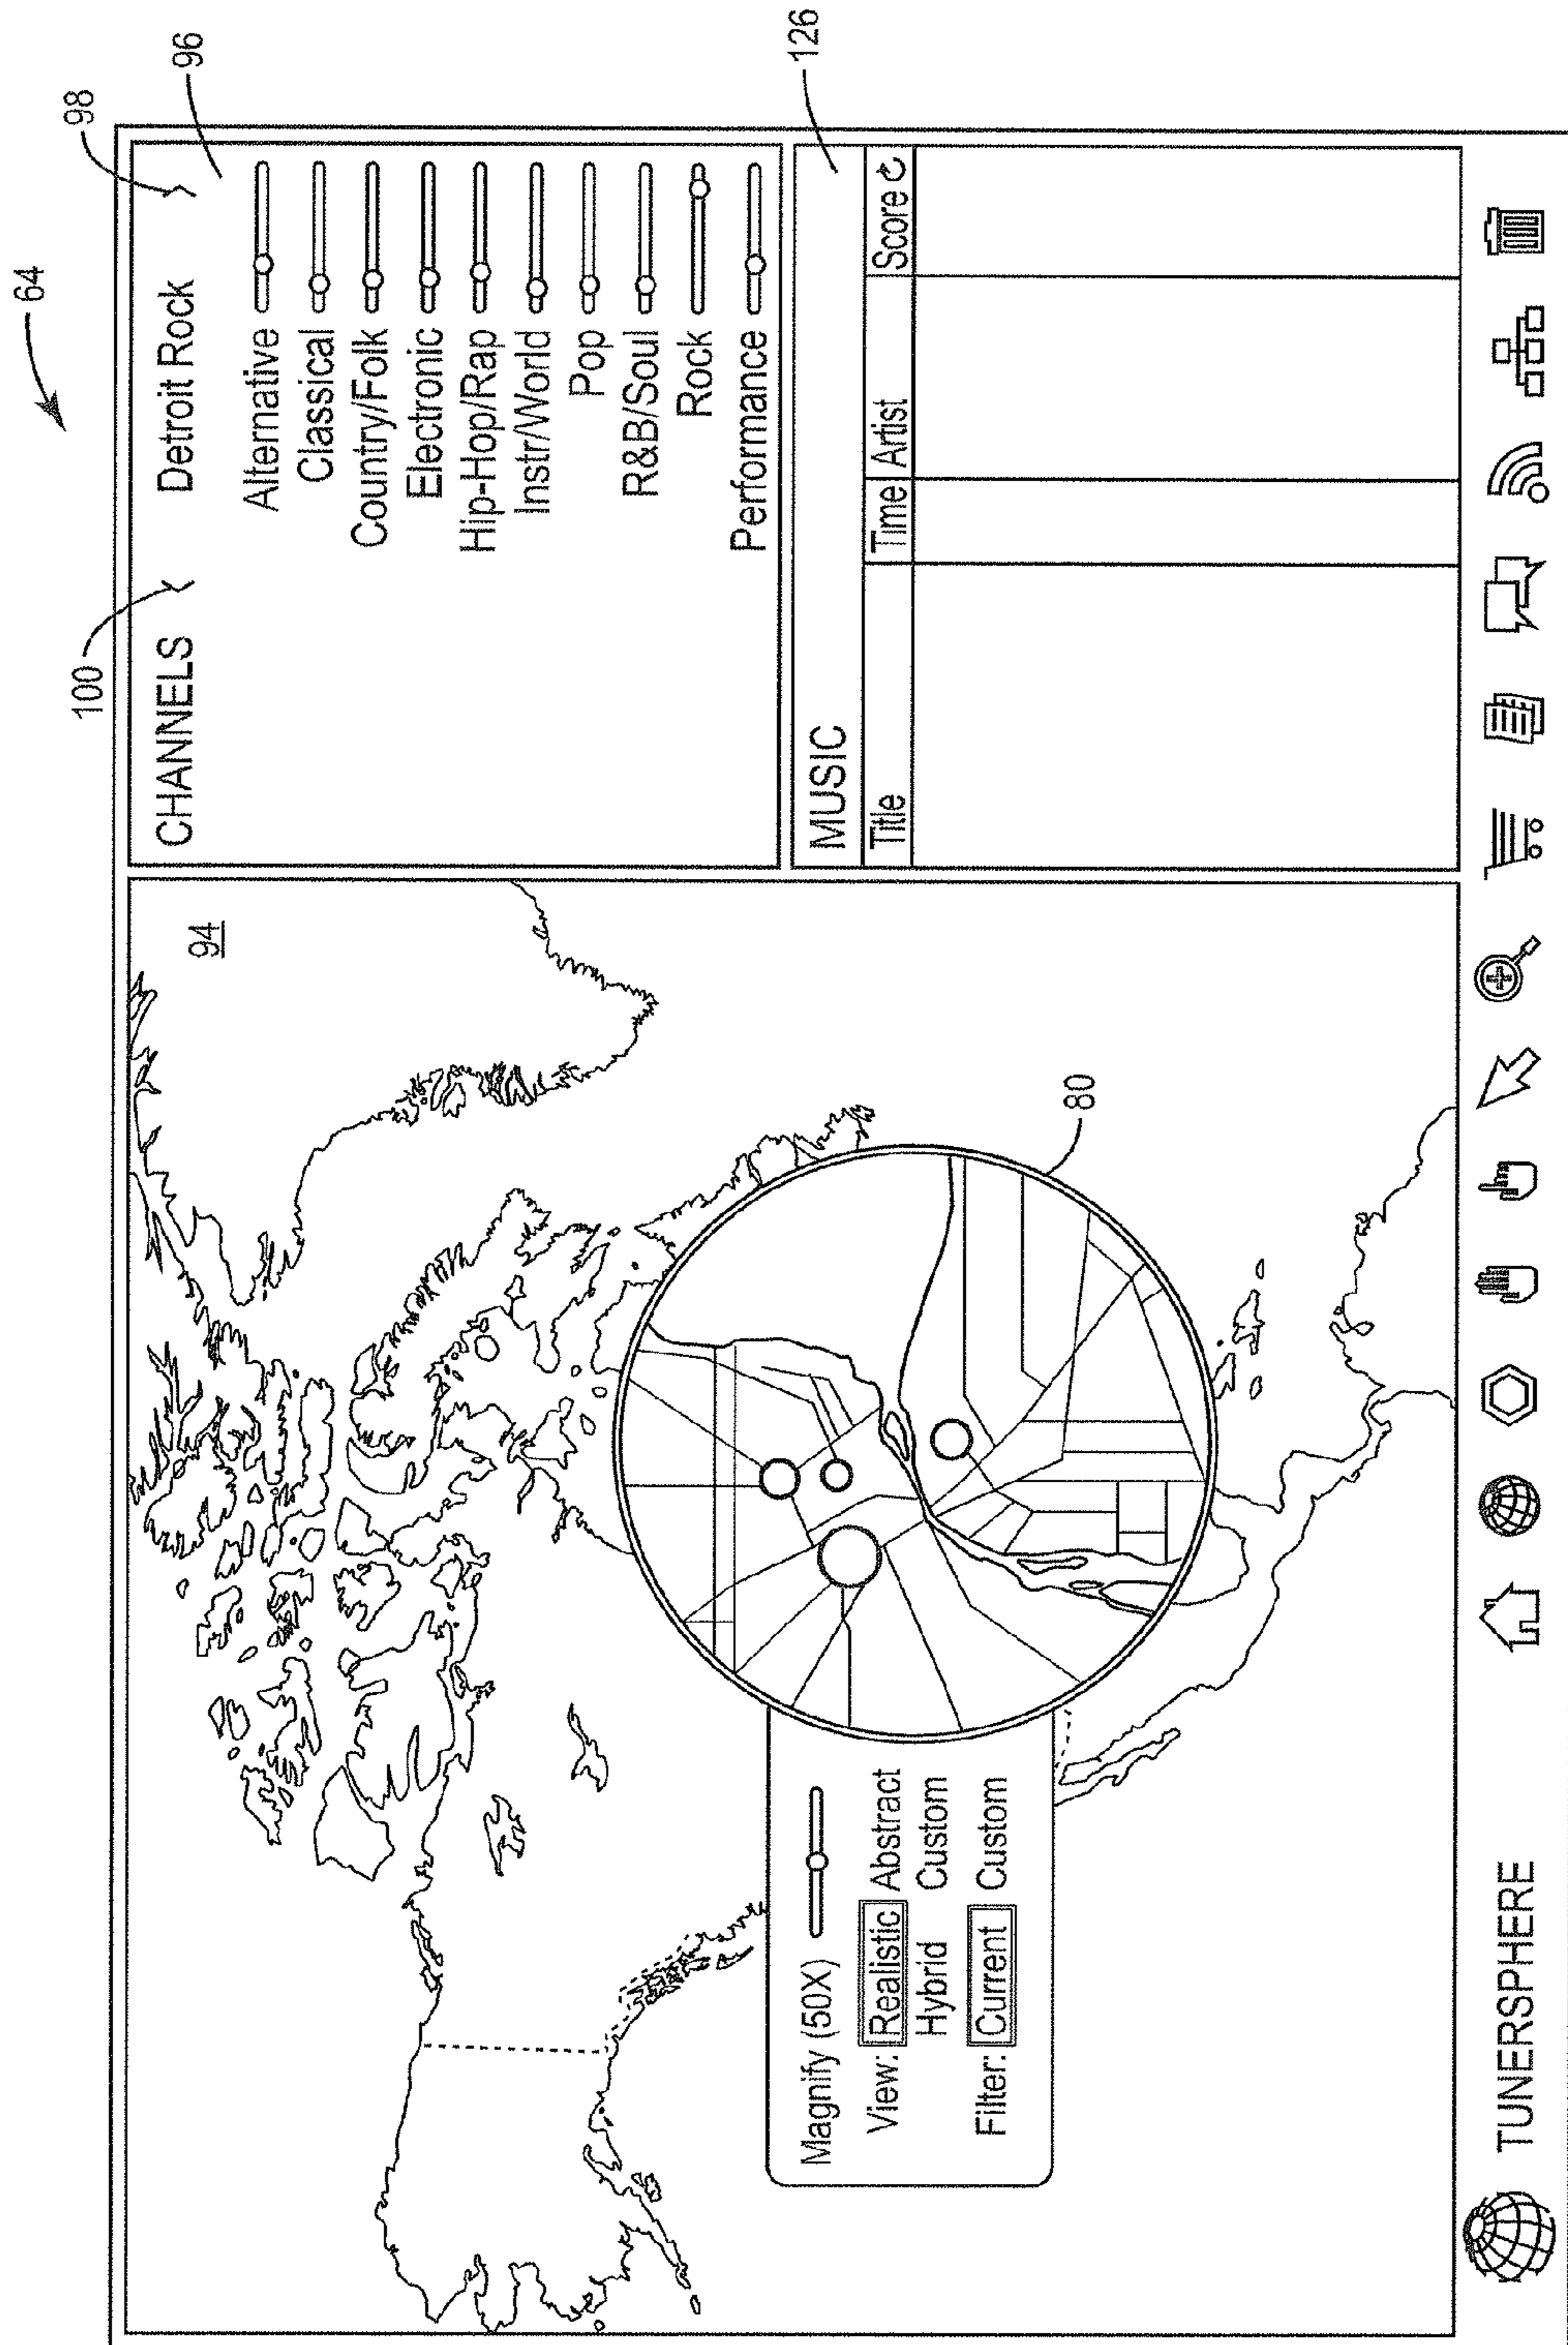 64
100
98
96
CHANNELS
Detroit Rock
Alternative
Classical
Country/Folk
Electronic
Hip-Hop/Rap
Instr/World
Pop
R&B/Soul
Rock
Performance
126
MUSIC
Title Time Artist Score
94
80
Magnify (50X)
View: Realistic Abstract
Hybrid Custom
Filter: Current Custom
TUNERSPHERE